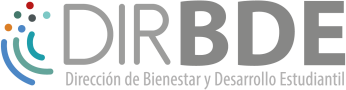 DIRBDE
Dirección de Bienestar y Desarrollo Estudiantil